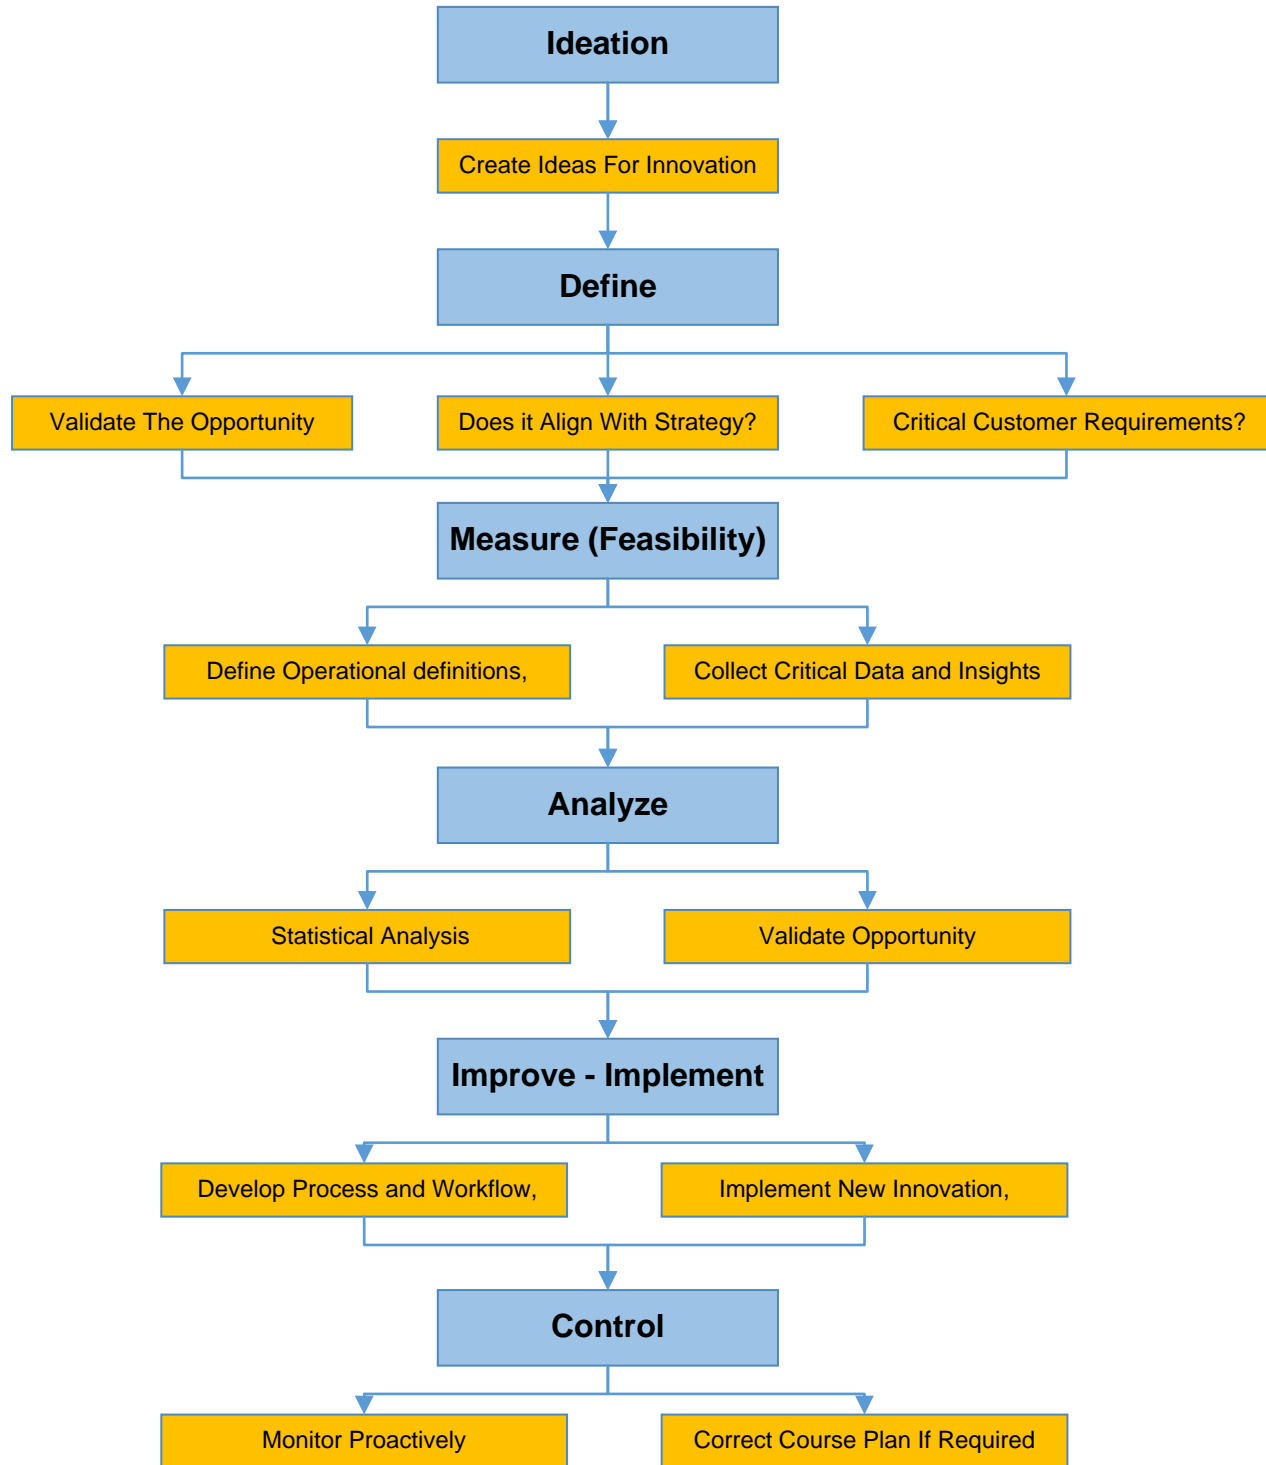 Ideation
Create Ideas For Innovation
Define
Validate The Opportunity
Does it Align With Strategy?
Critical Customer Requirements?
Measure (Feasibility)
Define Operational definitions,
Collect Critical Data and Insights
Analyze
Statistical Analysis
Validate Opportunity
Improve - Implement
Develop Process and Workflow,
Implement New Innovation,
Control
Monitor Proactively
Correct Course Plan If Required